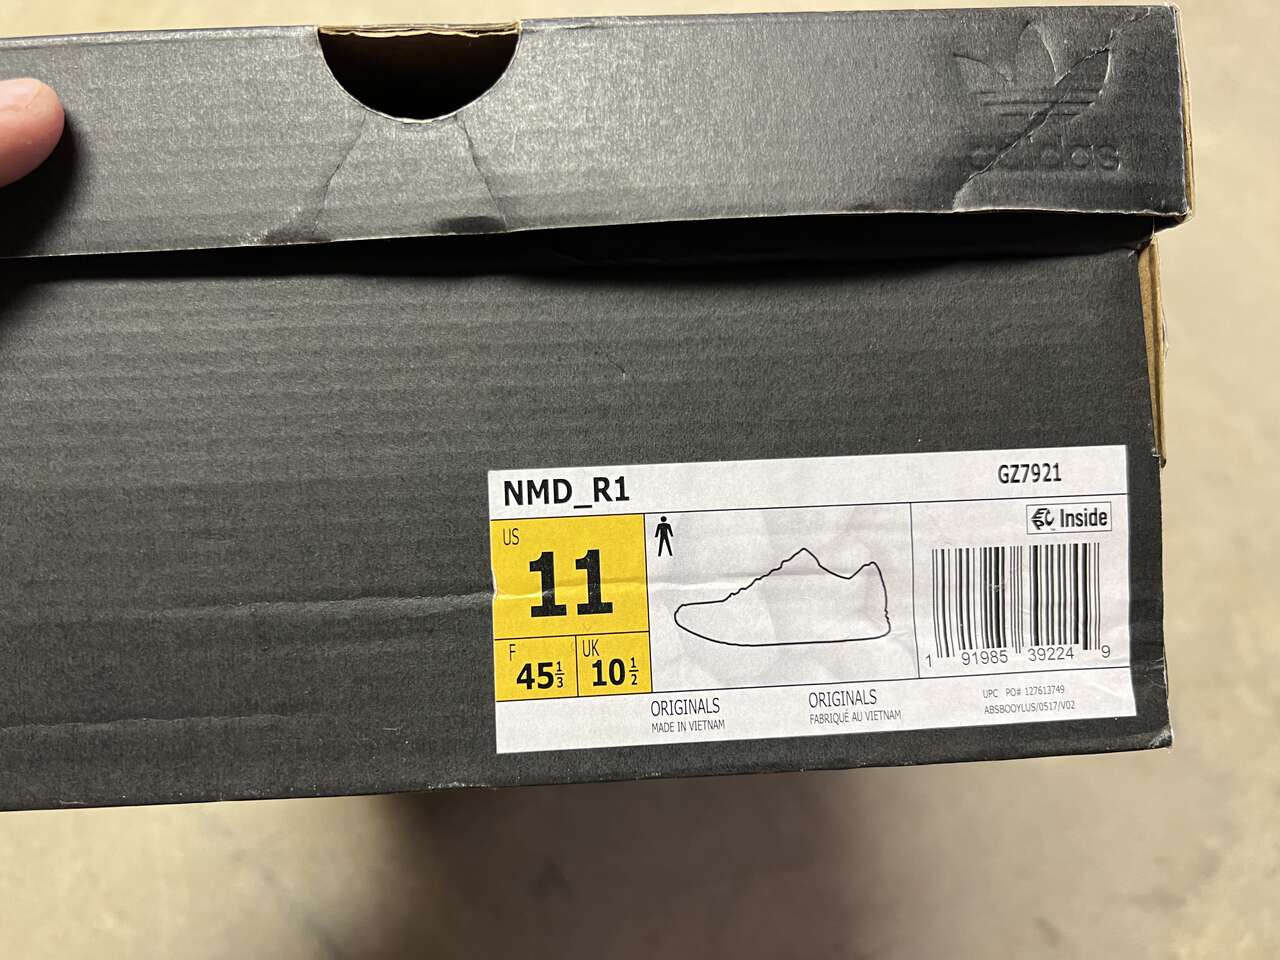 adidas
NMD_R1
GZ7921
US
11
F
45⅓
UK
10½
Inside
1 91985 39224 9
ORIGINALS
MADE IN VIETNAM
ORIGINALS
FABRIQUÉ AU VIETNAM
UPC PO# 127613749
ABSBOOYLUS/0517/V02